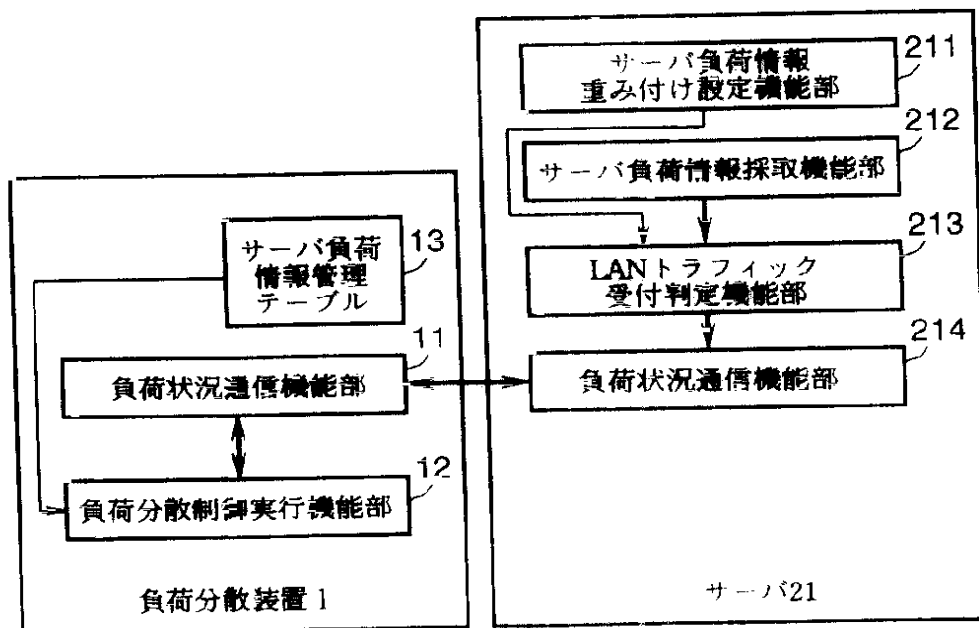 サーバ負荷情報
重み付け設定機能部
211
サーバ負荷情報採取機能部
212
LANトラフィック
受付判定機能部
213
負荷状況通信機能部
214
サーバ21
サーバ負荷
情報管理
テーブル
13
負荷状況通信機能部
11
負荷分散制御実行機能部
12
負荷分散装置1